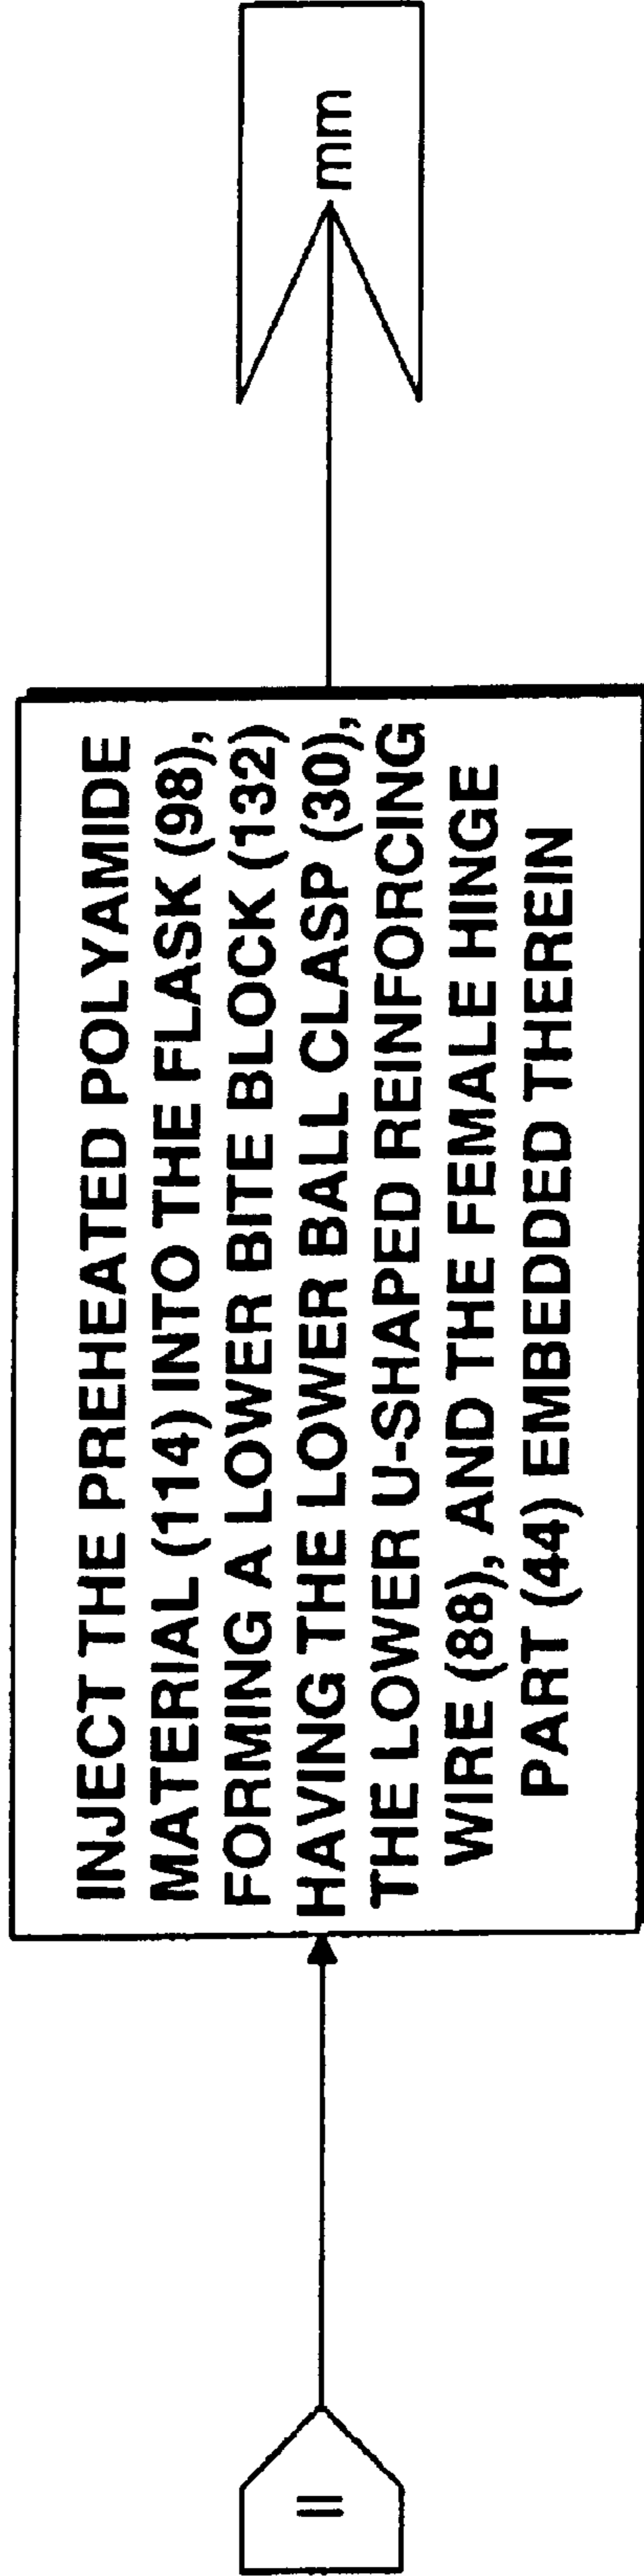 ll
INJECT THE PREHEATED POLYAMIDE
MATERIAL (114) INTO THE FLASK (98),
FORMING A LOWER BITE BLOCK (132)
HAVING THE LOWER BALL CLASP (30),
THE LOWER U-SHAPED REINFORCING
WIRE (88), AND THE FEMALE HINGE
PART (44) EMBEDDED THEREIN
mm